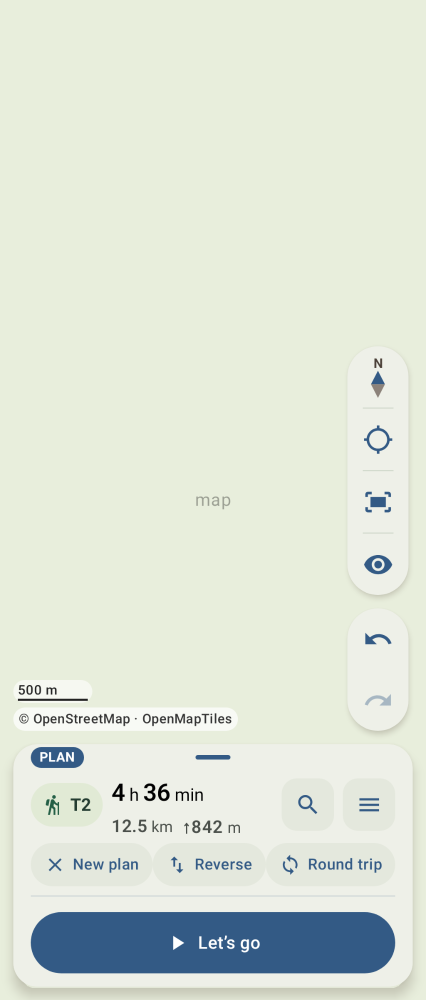 N
map
500 m
© OpenStreetMap · OpenMapTiles
PLAN
T2
4 h 36 min
12.5 km ↑842 m
New plan
Reverse
Round trip
Let’s go